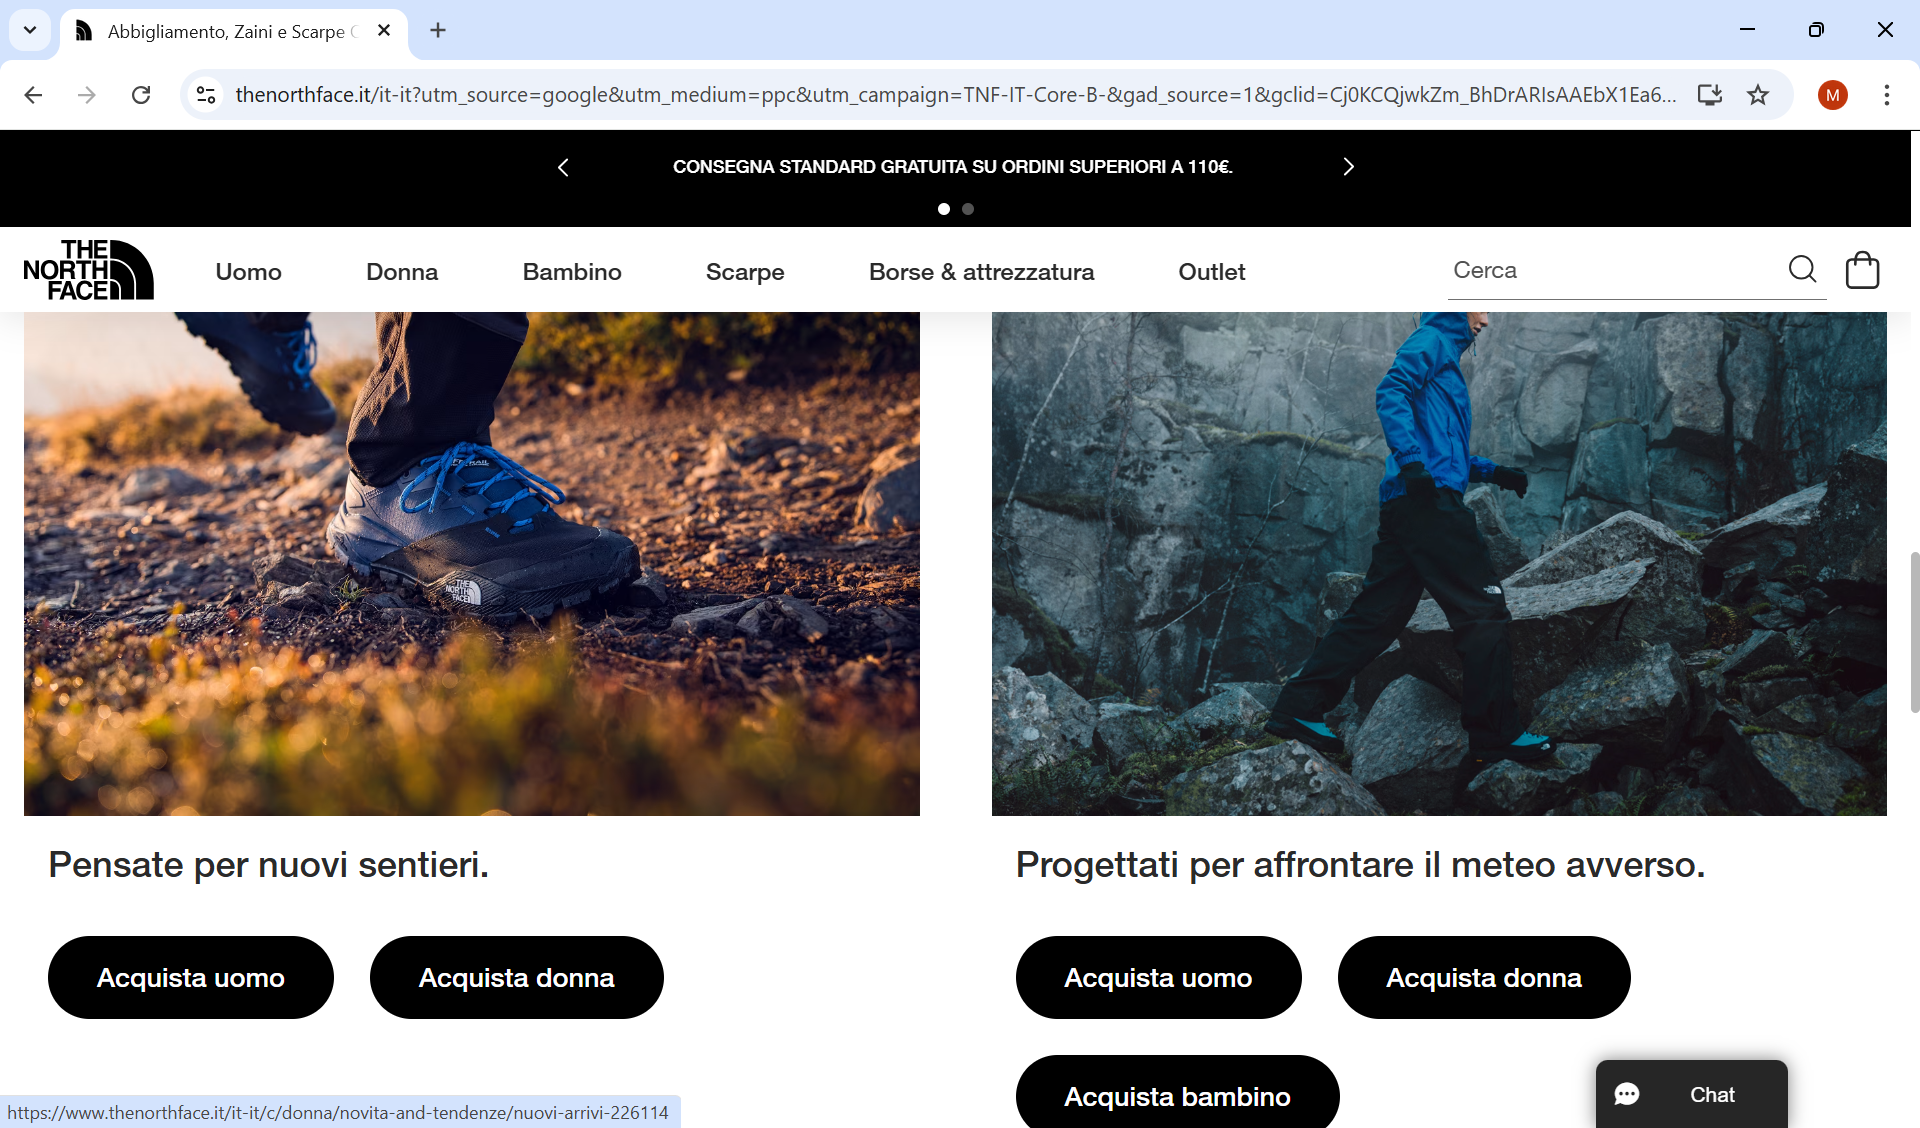 Abbigliamento, Zaini e Scarpe
thenorthface.it/it-it?utm_source=google&utm_medium=ppc&utm_campaign=TNF-IT-Core-B-&gad_source=1&gclid=Cj0KCQjwkZm_BhDrARIsAAEbX1Ea6...
M
CONSEGNA STANDARD GRATUITA SU ORDINI SUPERIORI A 110€.
THE
NORTH
FACE
Uomo
Donna
Bambino
Scarpe
Borse & attrezzatura
Outlet
Cerca
THE
NORTH
FACE
Pensate per nuovi sentieri.
Acquista uomo
Acquista donna
Progettati per affrontare il meteo avverso.
Acquista uomo
Acquista donna
Acquista bambino
Chat
https://www.thenorthface.it/it-it/c/donna/novita-and-tendenze/nuovi-arrivi-226114